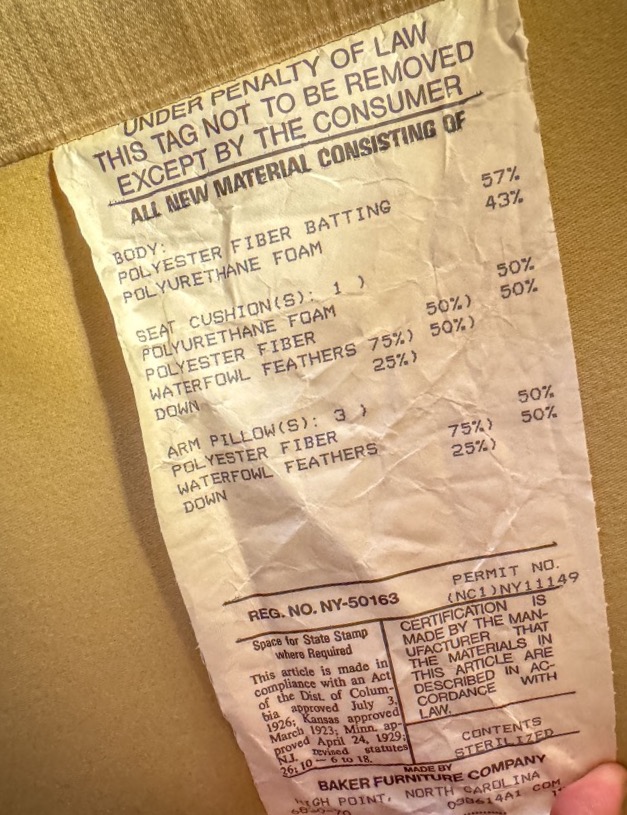 UNDER PENALTY OF LAW
THIS TAG NOT TO BE REMOVED
EXCEPT BY THE CONSUMER
ALL NEW MATERIAL CONSISTING OF
BODY:
POLYESTER FIBER BATTING 57%
POLYURETHANE FOAM 43%
SEAT CUSHION(S): 1 )
POLYURETHANE FOAM 50%
POLYESTER FIBER 50%) 50%
WATERFOWL FEATHERS 75%) 50%)
DOWN 25%)
ARM PILLOW(S): 3 )
POLYESTER FIBER 50%
WATERFOWL FEATHERS 75%) 50%
DOWN 25%)
REG. NO. NY-50163
PERMIT NO.
(NC1)NY11149
Space for State Stamp
where Required
This article is made in
compliance with an Act
of the Dist. of Colum-
bia approved July 3,
1926; Kansas approved
March 1923; Minn. ap-
proved April 24, 1929;
N.J. revised statutes
26:10 — 6 to 18.
CERTIFICATION IS
MADE BY THE MAN-
UFACTURER THAT
THE MATERIALS IN
THIS ARTICLE ARE
DESCRIBED IN AC-
CORDANCE WITH
LAW.
CONTENTS
STERILIZED
MADE BY
BAKER FURNITURE COMPANY
HIGH POINT, NORTH CAROLINA
030614A1 COM